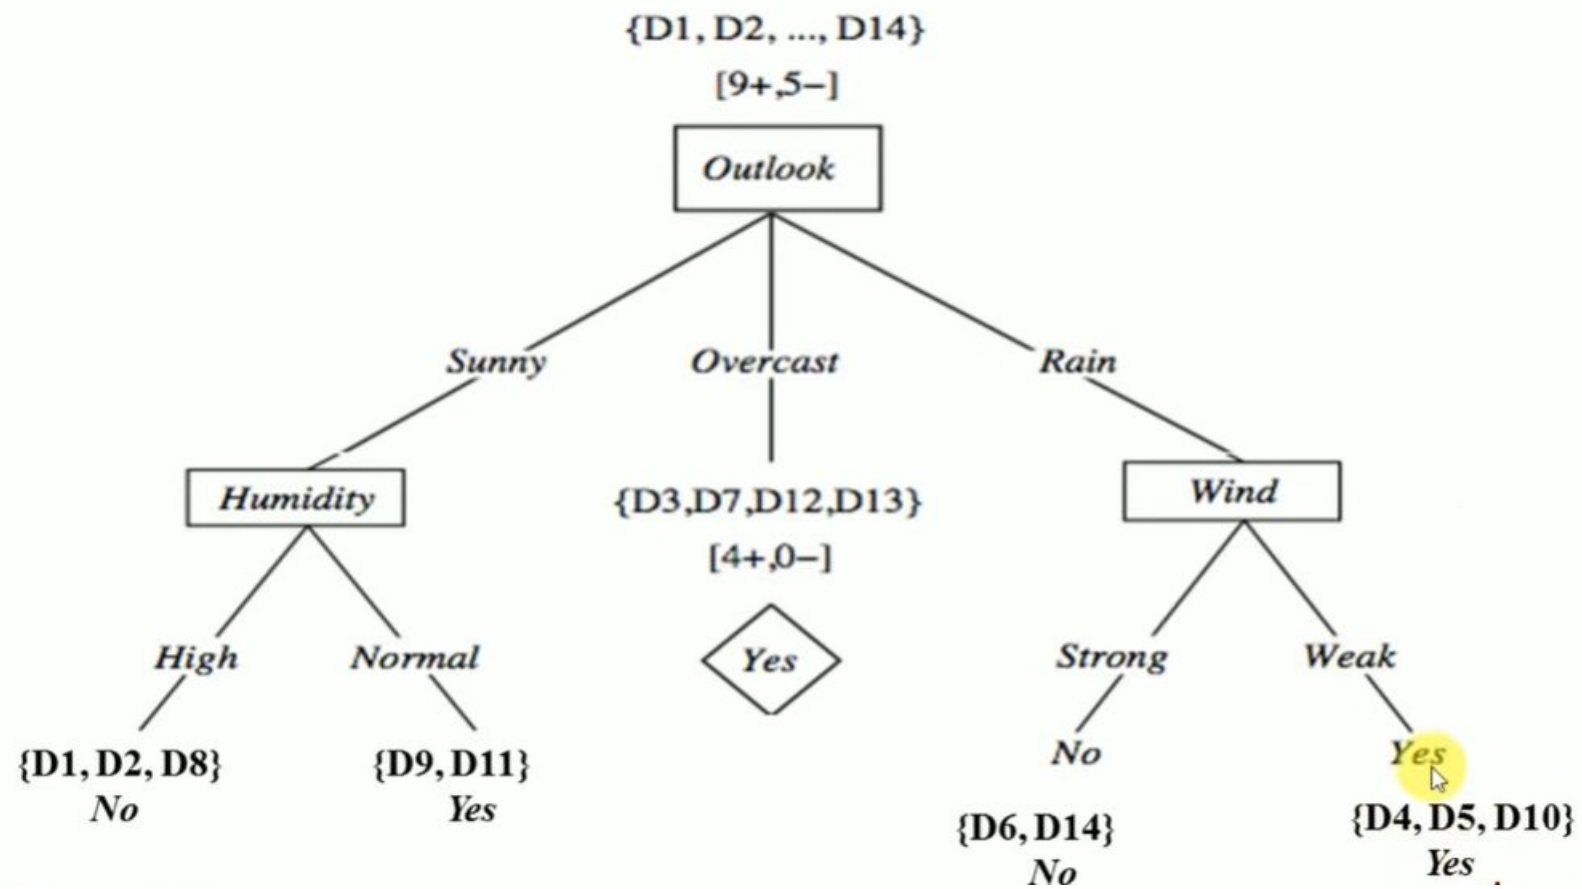 {D1, D2, ..., D14}
[9+,5−]
Outlook
Sunny
Overcast
Rain
Humidity
{D3,D7,D12,D13}
[4+,0−]
Wind
High
Normal
Yes
Strong
Weak
No
Yes
{D1, D2, D8}
No
{D9, D11}
Yes
{D6, D14}
No
{D4, D5, D10}
Yes